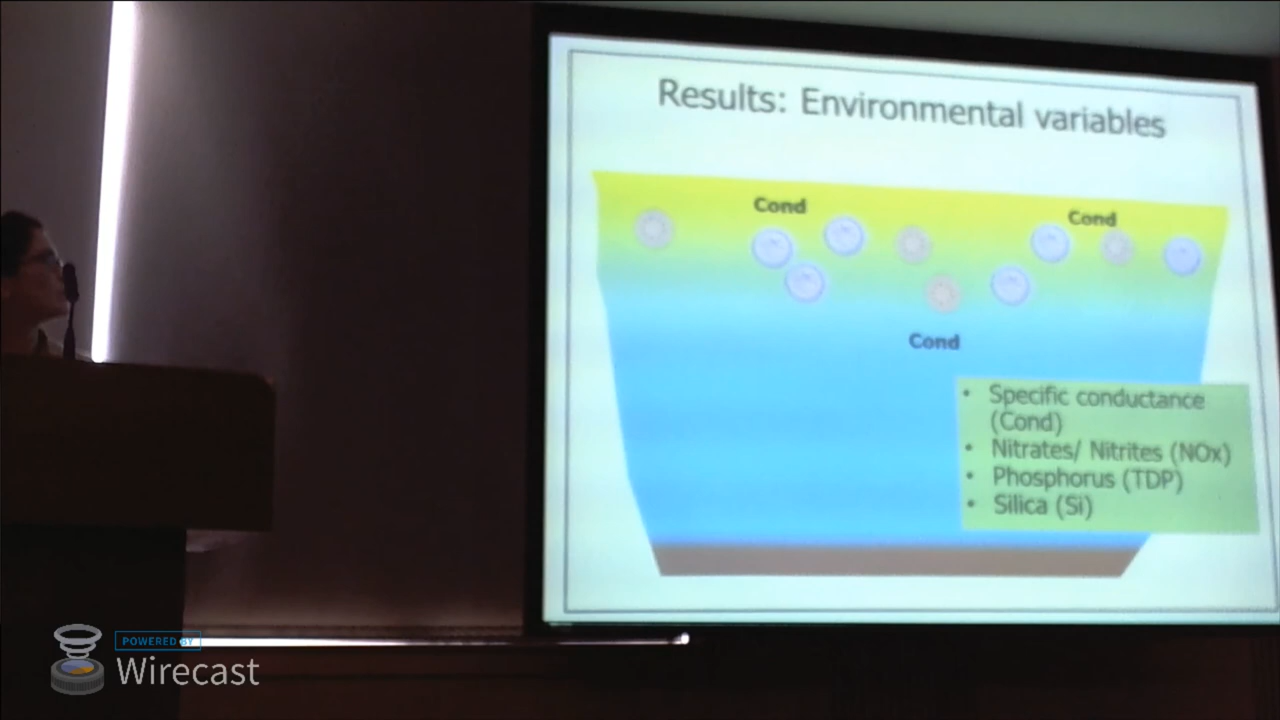 Results: Environmental variables
Cond
Cond
Cond
• Specific conductance
(Cond)
• Nitrates/ Nitrites (NOx)
• Phosphorus (TDP)
• Silica (Si)
POWERED BY
Wirecast